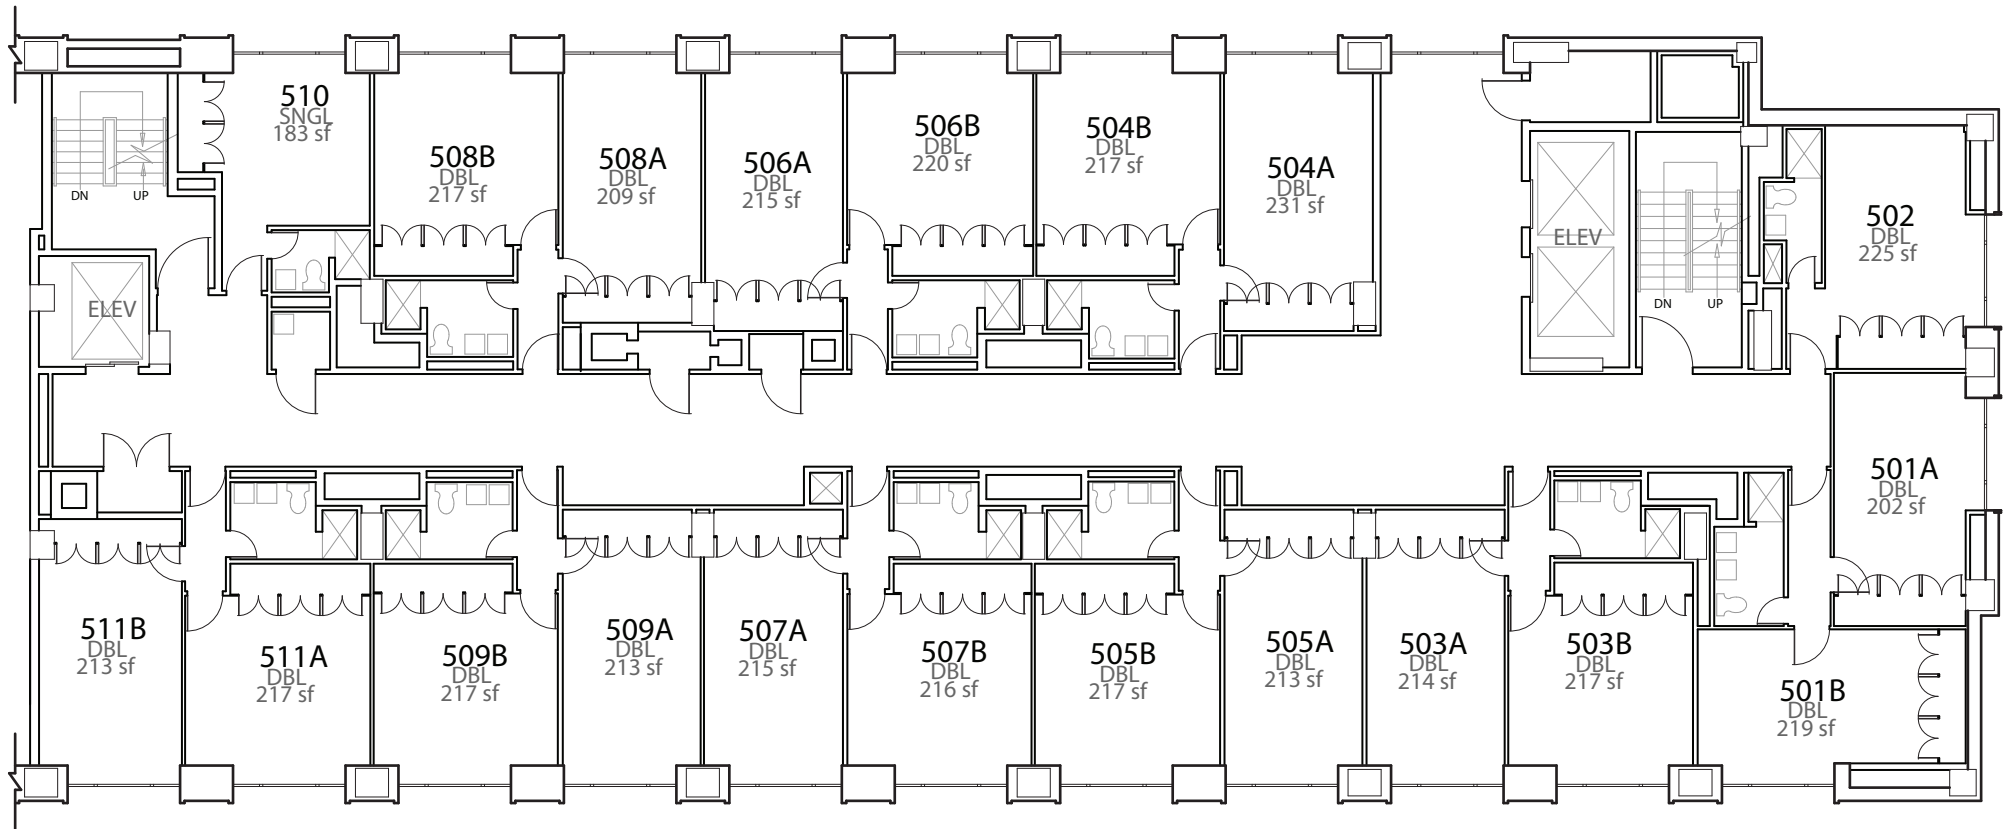 510
SNGL
183 sf
508B
DBL
217 sf
508A
DBL
209 sf
506A
DBL
215 sf
506B
DBL
220 sf
504B
DBL
217 sf
504A
DBL
231 sf
DN
UP
ELEV
ELEV
DN
UP
502
DBL
225 sf
501A
DBL
202 sf
511B
DBL
213 sf
511A
DBL
217 sf
509B
DBL
217 sf
509A
DBL
213 sf
507A
DBL
215 sf
507B
DBL
216 sf
505B
DBL
217 sf
505A
DBL
213 sf
503A
DBL
214 sf
503B
DBL
217 sf
501B
DBL
219 sf